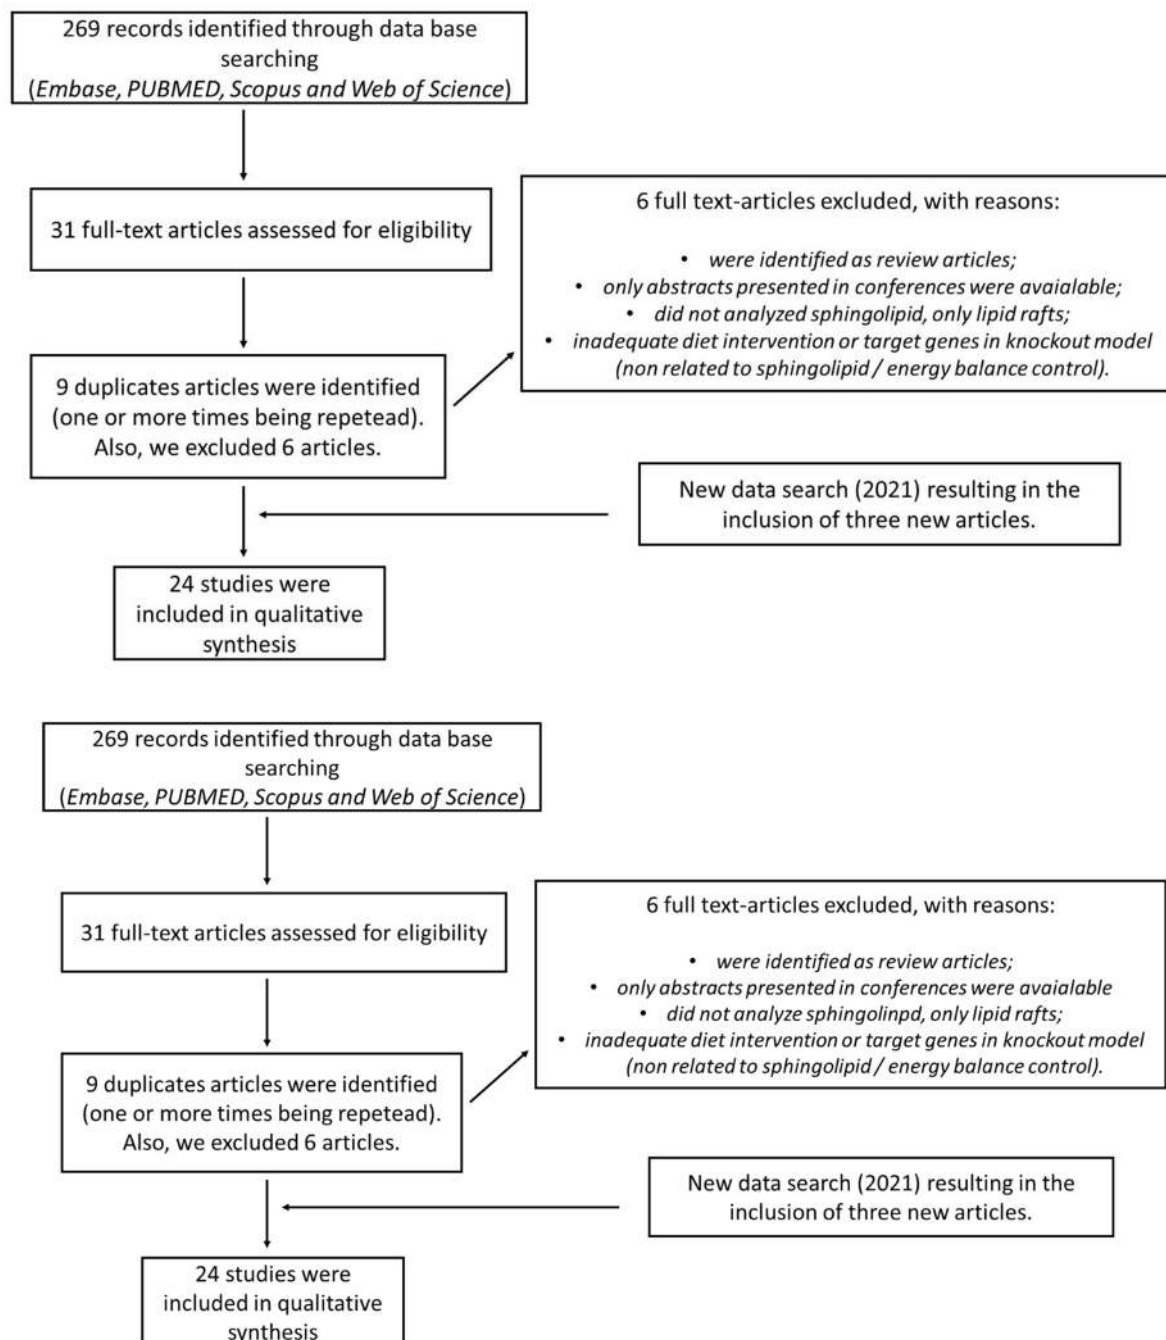 269 records identified through data base
searching
(Embase, PUBMED, Scopus and Web of Science)
31 full-text articles assessed for eligibility
6 full text-articles excluded, with reasons:
• were identified as review articles;
• only abstracts presented in conferences were avaialable;
• did not analyzed sphingolipid, only lipid rafts;
• inadequate diet intervention or target genes in knockout model
(non related to sphingolipid / energy balance control).
9 duplicates articles were identified
(one or more times being repetead).
Also, we excluded 6 articles.
New data search (2021) resulting in the
inclusion of three new articles.
24 studies were
included in qualitative
synthesis
269 records identified through data base
searching
(Embase, PUBMED, Scopus and Web of Science)
31 full-text articles assessed for eligibility
6 full text-articles excluded, with reasons:
• were identified as review articles;
• only abstracts presented in conferences were avaialable
• did not analyze sphingolinpd, only lipid rafts;
• inadequate diet intervention or target genes in knockout model
(non related to sphingolipid / energy balance control).
9 duplicates articles were identified
(one or more times being repetead).
Also, we excluded 6 articles.
New data search (2021) resulting in the
inclusion of three new articles.
24 studies were
included in qualitative
synthesis